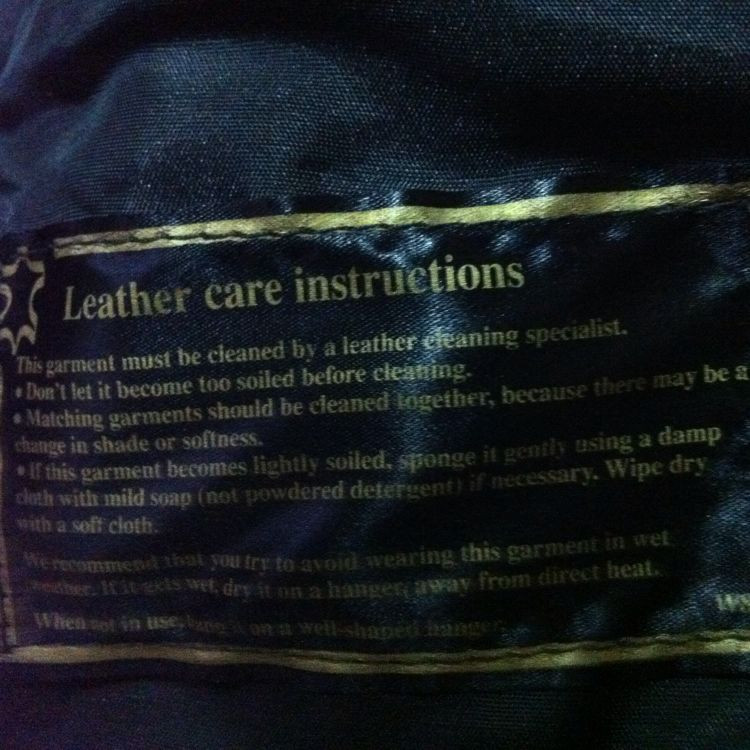 Leather care instructions
This garment must be cleaned by a leather cleaning specialist.
• Don't let it become too soiled before cleaning.
• Matching garments should be cleaned together, because there may be a
change in shade or softness.
• If this garment becomes lightly soiled, sponge it gently using a damp
cloth with mild soap (not powdered detergent) if necessary. Wipe dry
with a soft cloth.
We recommend that you try to avoid wearing this garment in wet
weather. If it gets wet, dry it on a hanger, away from direct heat.
When not in use, hang it on a well-shaped hanger.